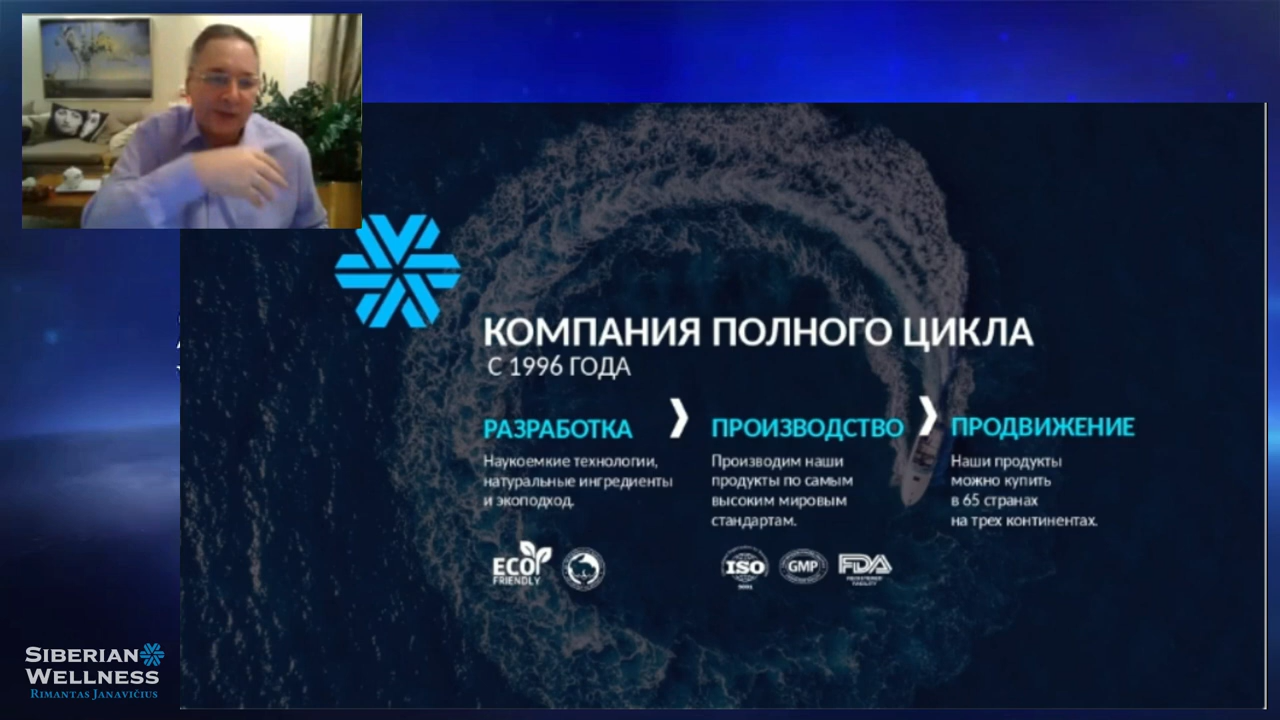 КОМПАНИЯ ПОЛНОГО ЦИКЛА
С 1996 ГОДА
РАЗРАБОТКА
Наукоемкие технологии,
натуральные ингредиенты
и экоподход.
ECO
FRIENDLY
ПРОИЗВОДСТВО
Производим наши
продукты по самым
высоким мировым
стандартам.
ISO
GMP
FDA
ПРОДВИЖЕНИЕ
Наши продукты
можно купить
в 65 странах
на трех континентах.
SIBERIAN
WELLNESS
RIMANTAS JANAVIČIUS